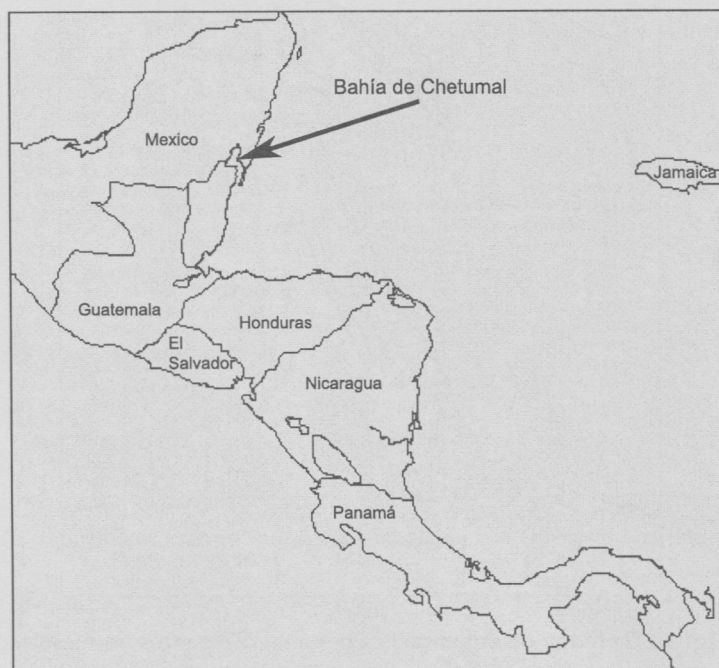 Bahía de Chetumal
Mexico
Jamaica
Guatemala
Honduras
El
Salvador
Nicaragua
Panamá